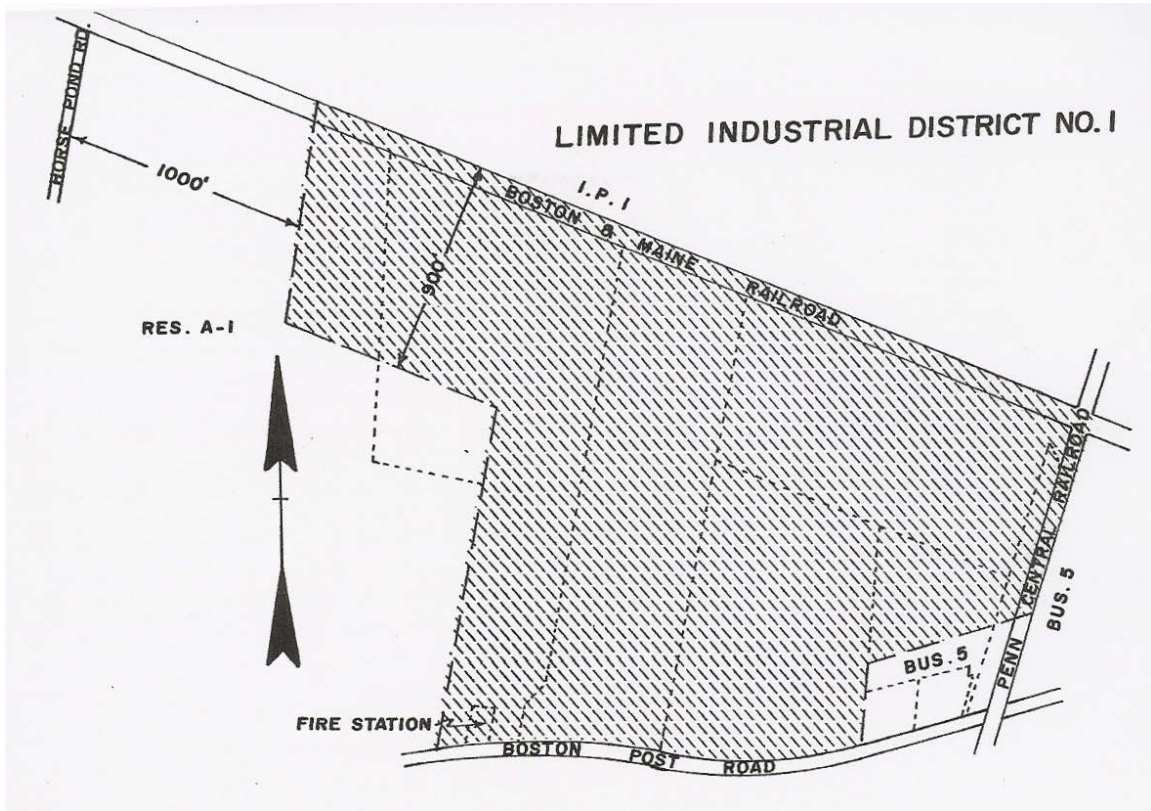 HORSE POND RD.
LIMITED INDUSTRIAL DISTRICT NO. 1
1000'
I. P. I
BOSTON & MAINE RAILROAD
900'
RES. A-1
PENN CENTRAL RAILROAD
BUS. 5
BUS. 5
FIRE STATION
BOSTON POST ROAD